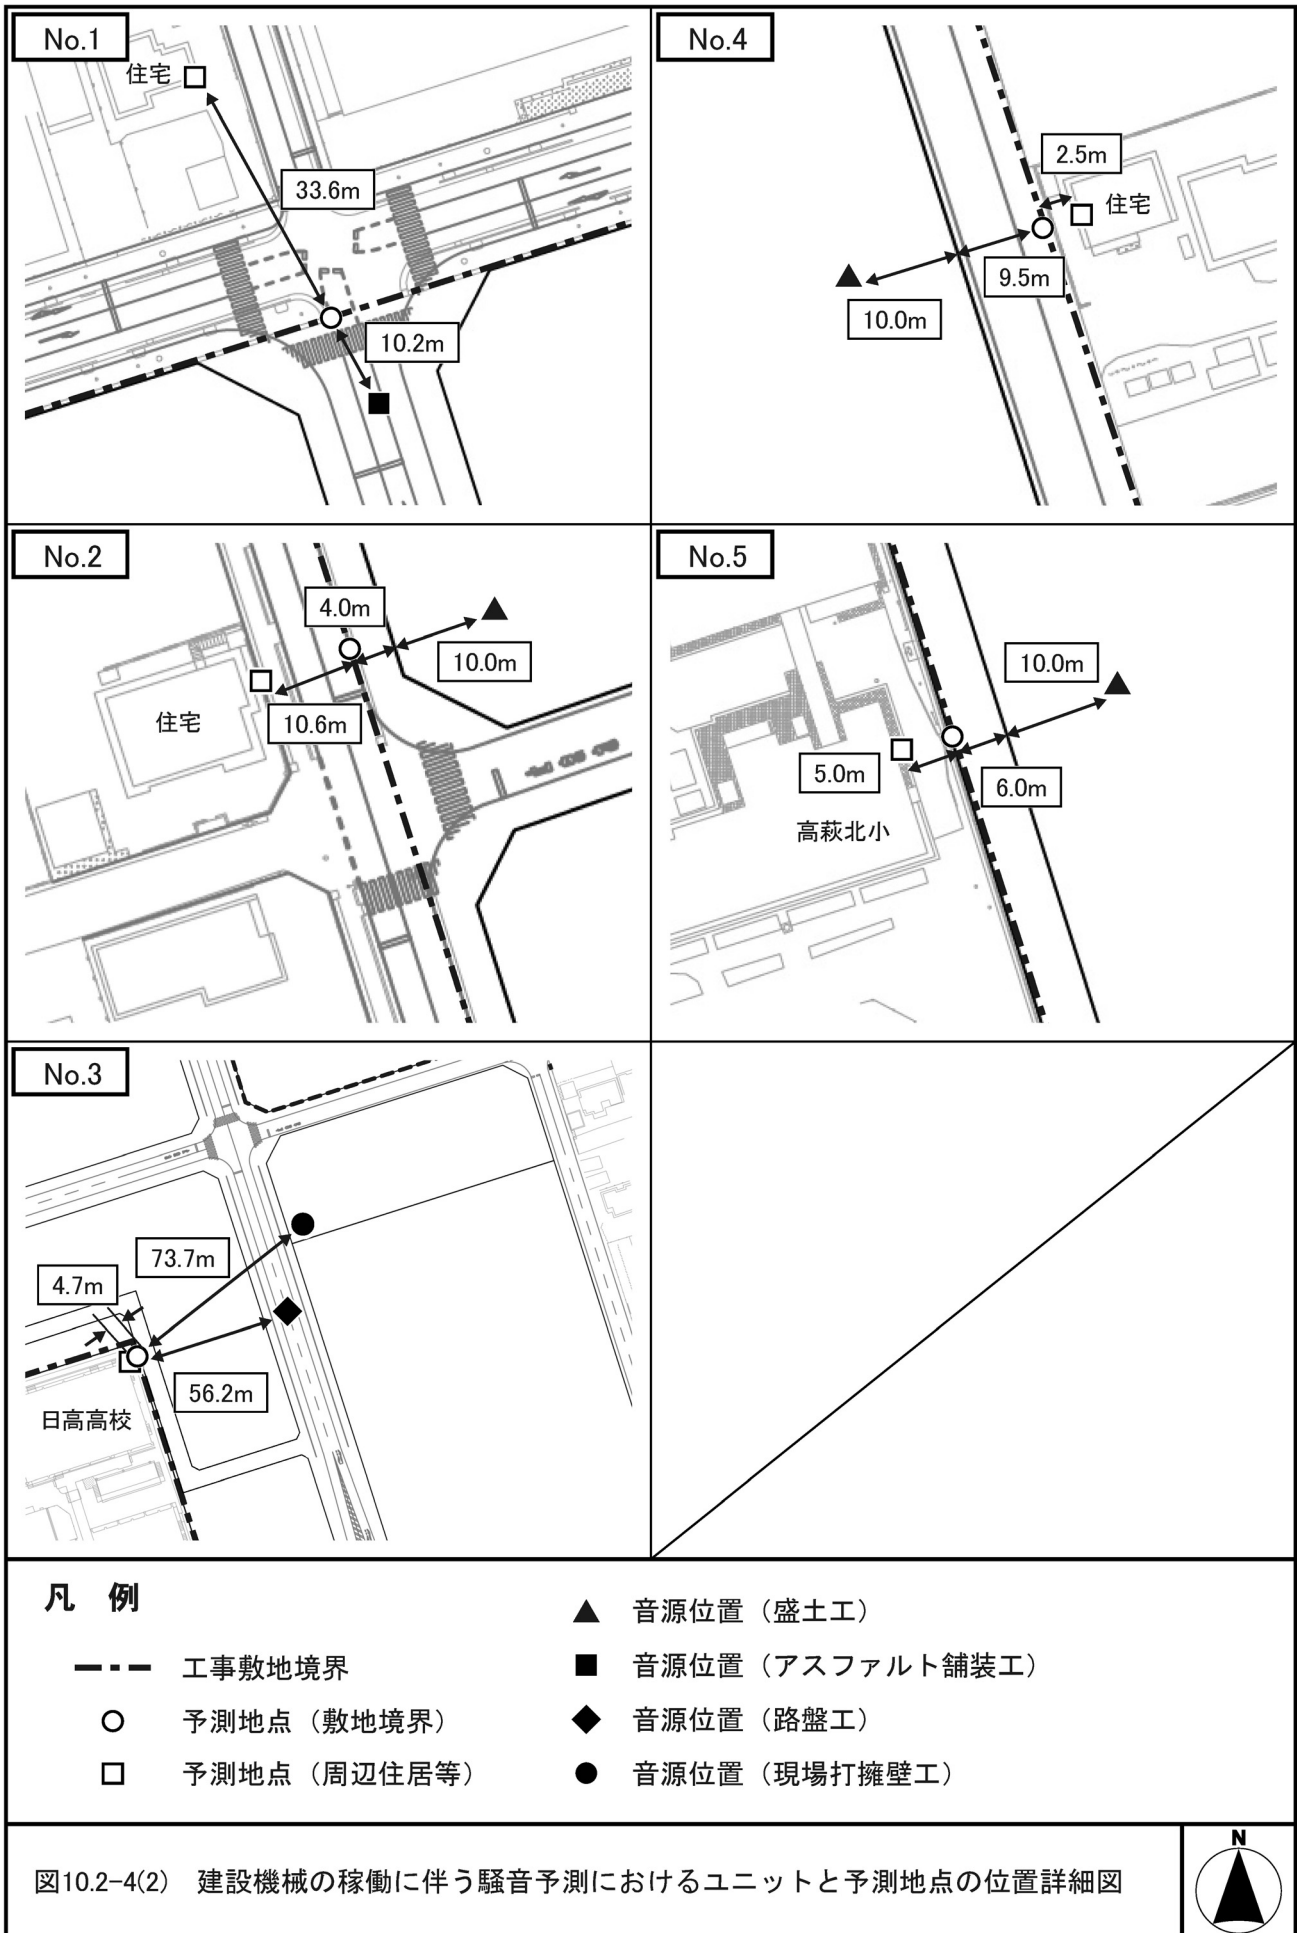 No.1
住宅
33.6m
10.2m
No.4
2.5m
住宅
9.5m
10.0m
No.2
4.0m
10.0m
住宅
10.6m
No.5
10.0m
5.0m
6.0m
高萩北小
No.3
73.7m
4.7m
56.2m
日高高校
凡 例
工事敷地境界
予測地点（敷地境界）
予測地点（周辺住居等）
音源位置（盛土工）
音源位置（アスファルト舗装工）
音源位置（路盤工）
音源位置（現場打擁壁工）
図10.2-4(2) 建設機械の稼働に伴う騒音予測におけるユニットと予測地点の位置詳細図
N